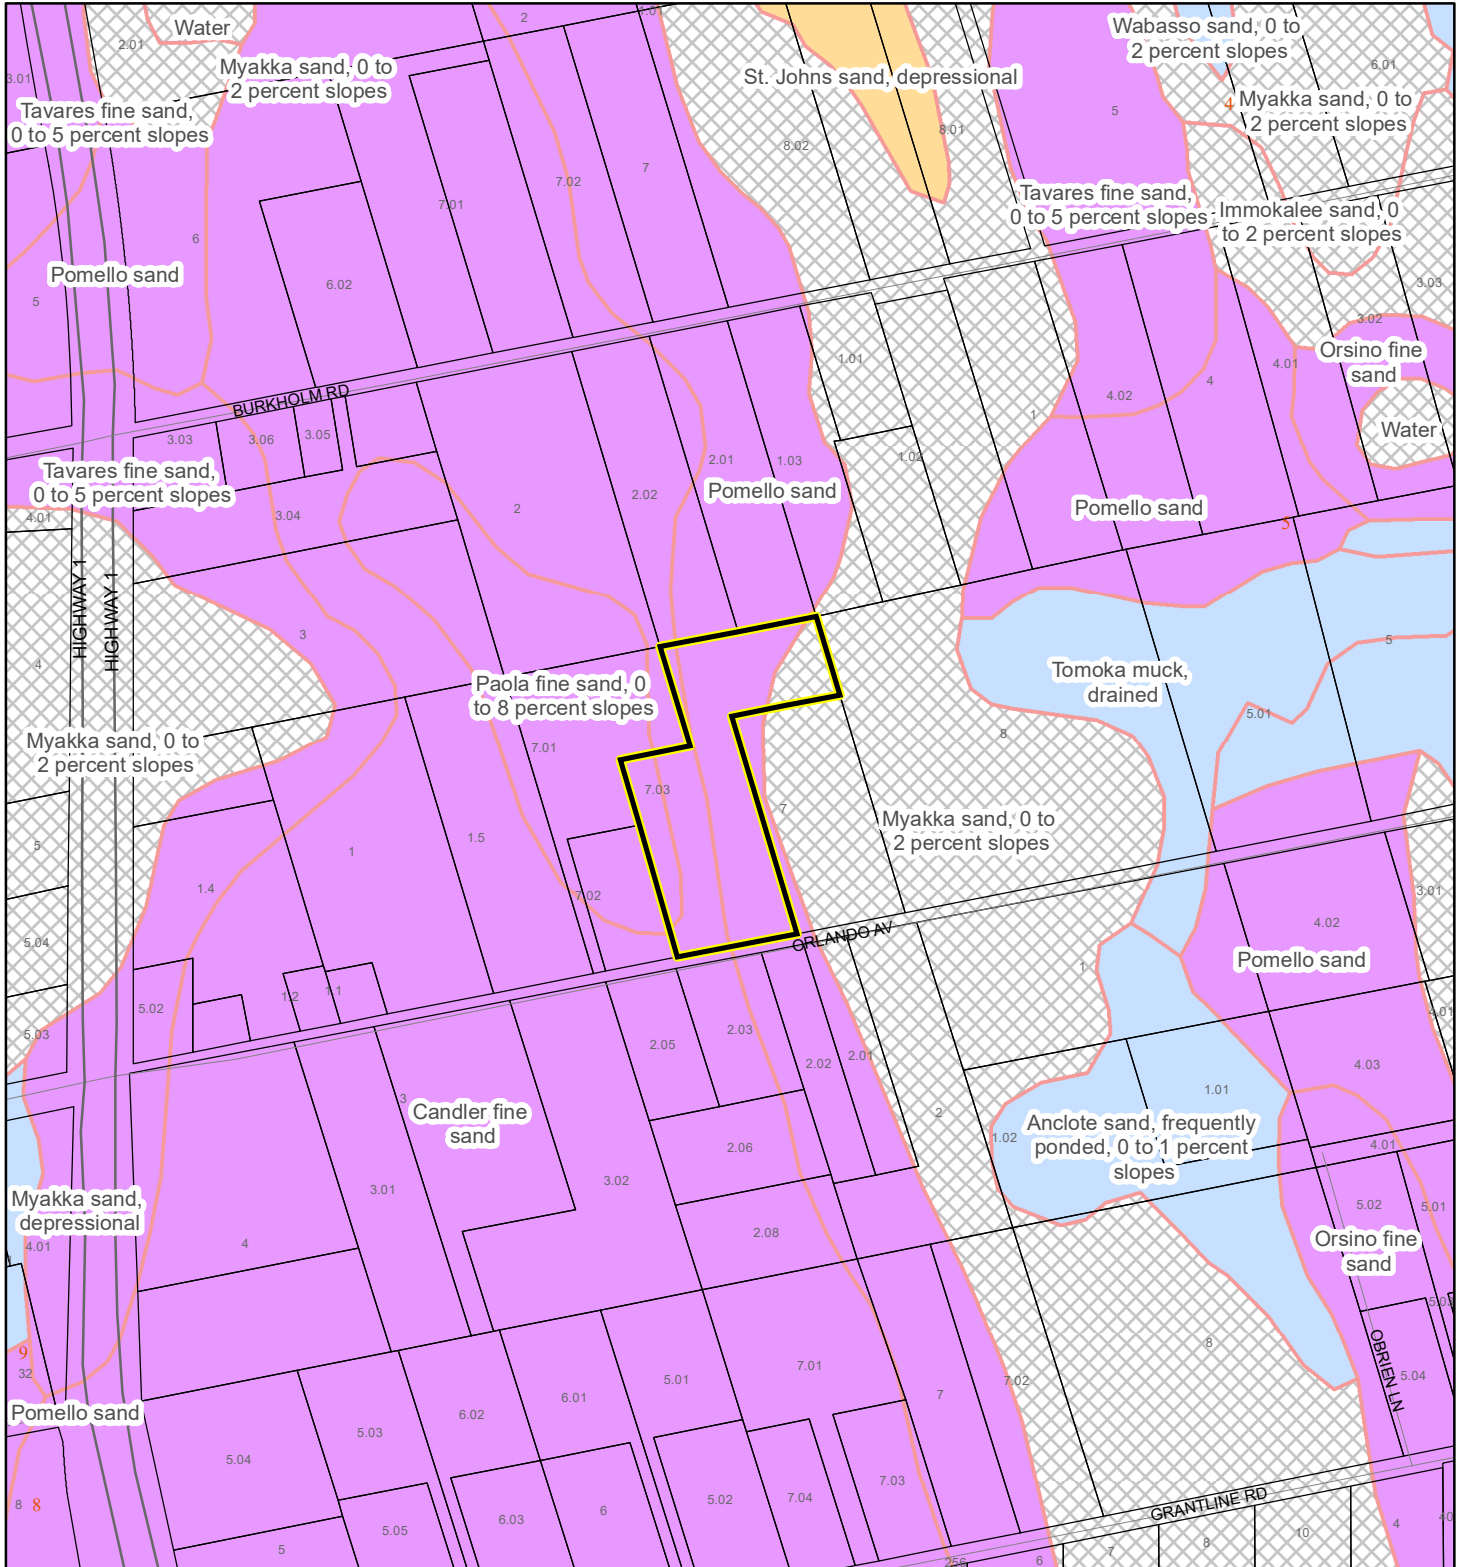 2
1.01
Water
2.01
Myakka sand, 0 to
2 percent slopes
3.01
Tavares fine sand,
0 to 5 percent slopes
St. Johns sand, depressional
Wabasso sand, 0 to
2 percent slopes
6.01
4
Myakka sand, 0 to
2 percent slopes
5
8.01
8.02
7
7.02
7.01
Tavares fine sand,
0 to 5 percent slopes
Immokalee sand, 0
to 2 percent slopes
6
Pomello sand
5
6.02
3.03
3.02
Orsino fine
sand
1.01
4.01
4
4.02
BURKHOLM RD
1
Water
3.03
3.06
3.05
1.02
2.01
1.03
Tavares fine sand,
0 to 5 percent slopes
2.02
Pomello sand
2
Pomello sand
4.01
3.04
5
HIGHWAY 1
HIGHWAY 1
3
5
4
Paola fine sand, 0
to 8 percent slopes
Tomoka muck,
drained
5.01
8
7.01
Myakka sand, 0 to
2 percent slopes
7.03
7
Myakka sand, 0 to
2 percent slopes
1.5
5
1
1.4
7.02
3.01
4.02
ORLANDO AV
5.04
Pomello sand
1
1.2
1.1
5.02
4.01
5.03
2.03
2.05
2.02
2.01
4.03
1.01
3
Candler fine
sand
2
Anclote sand, frequently
ponded, 0 to 1 percent
slopes
1.02
4.01
2.06
3.02
3.01
Myakka sand,
depressional
5.02
5.01
2.08
4
4.01
Orsino fine
sand
5.03
8
9
32
OBRIEN LN
5.04
7.01
5.01
7.02
7
6.01
6.02
Pomello sand
5.03
5.04
7.03
7.04
5.02
8
8
GRANTLINE RD
6
6.03
5.05
4
10
8
7
5
256
6